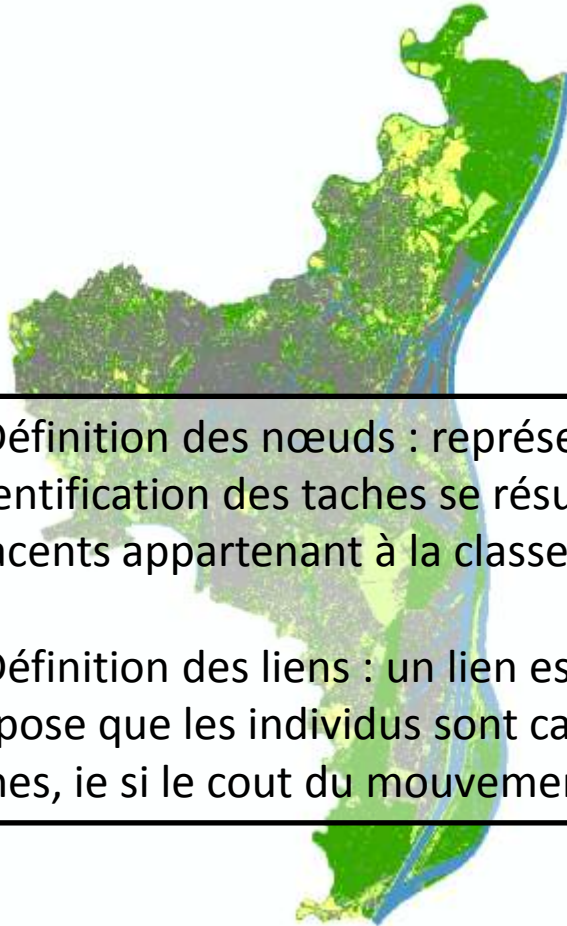 Définition des nœuds : représe
entification des taches se résu
acents appartenant à la classe
Définition des liens : un lien es
pose que les individus sont ca
nes, ie si le cout du mouvemer